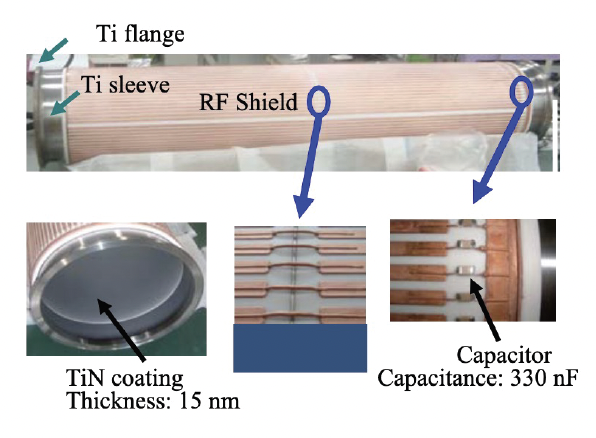 Ti flange
Ti sleeve
RF Shield
TiN coating
Thickness: 15 nm
Capacitor
Capacitance: 330 nF